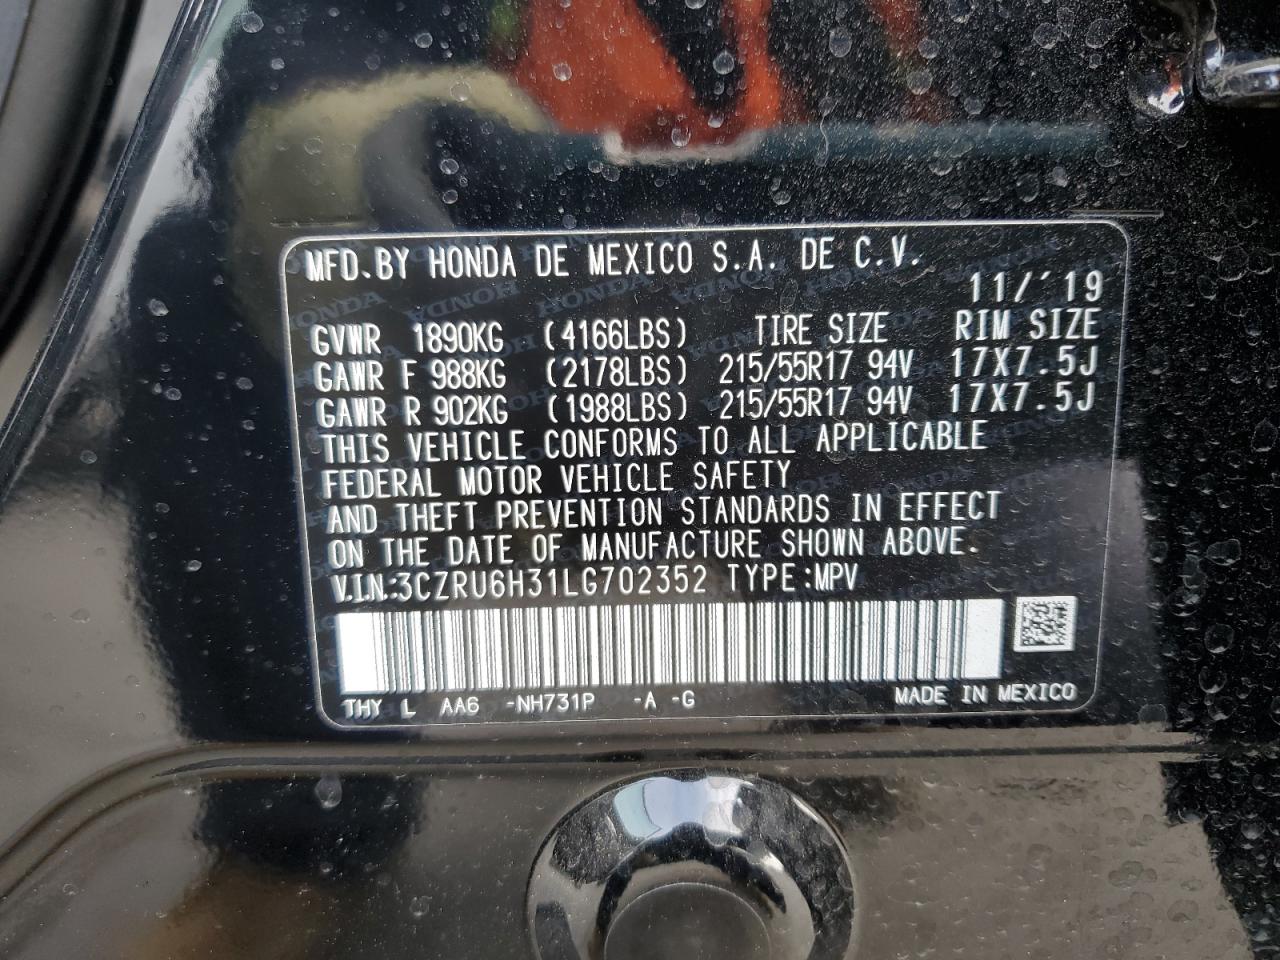 MFD.BY HONDA DE MEXICO S.A. DE C.V.
11/'19
GVWR 1890KG (4166LBS) TIRE SIZE RIM SIZE
GAWR F 988KG (2178LBS) 215/55R17 94V 17X7.5J
GAWR R 902KG (1988LBS) 215/55R17 94V 17X7.5J
THIS VEHICLE CONFORMS TO ALL APPLICABLE
FEDERAL MOTOR VEHICLE SAFETY
AND THEFT PREVENTION STANDARDS IN EFFECT
ON THE DATE OF MANUFACTURE SHOWN ABOVE.
V.I.N.:3CZRU6H31LG702352 TYPE:MPV
THY L AA6 -NH731P -A -G MADE IN MEXICO